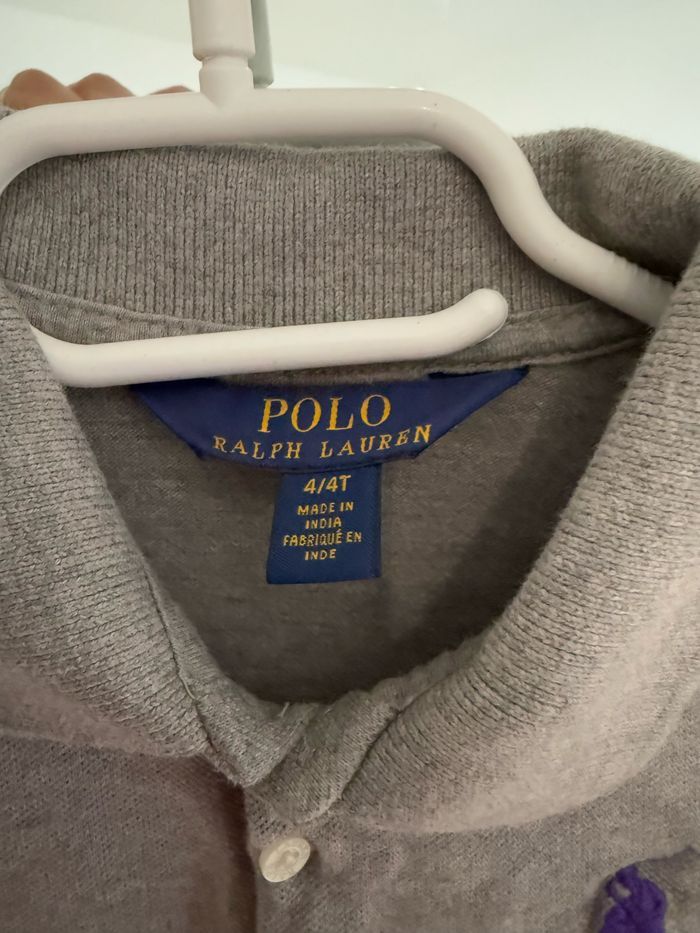 POLO
RALPH LAUREN
4/4T
MADE IN
INDIA
FABRIQUÉ EN
INDE